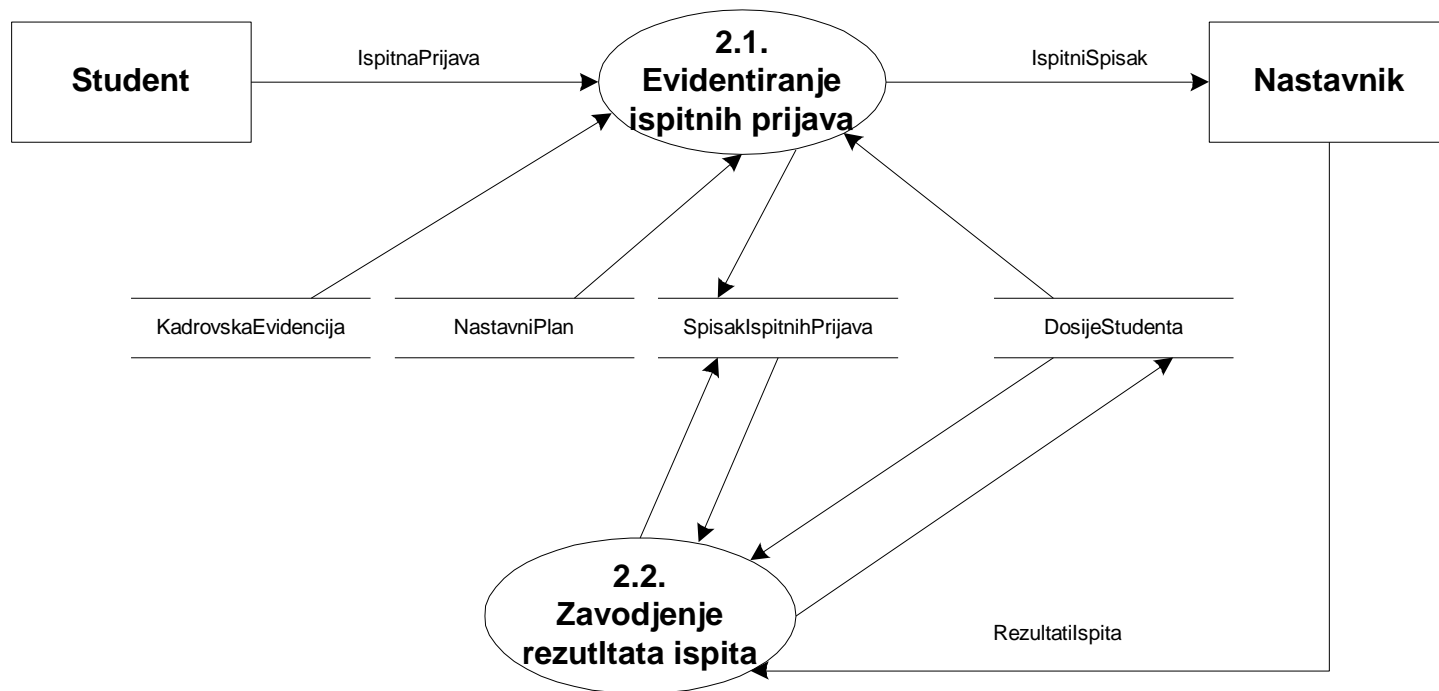 Student
IspitnaPrijava
2.1.
Evidentiranje
ispitnih prijava
IspitniSpisak
Nastavnik
KadrovskaEvidencija
NastavniPlan
SpisakIspitnihPrijava
DosijeStudenta
2.2.
Zavodjenje
rezutltata ispita
RezultatiIspita